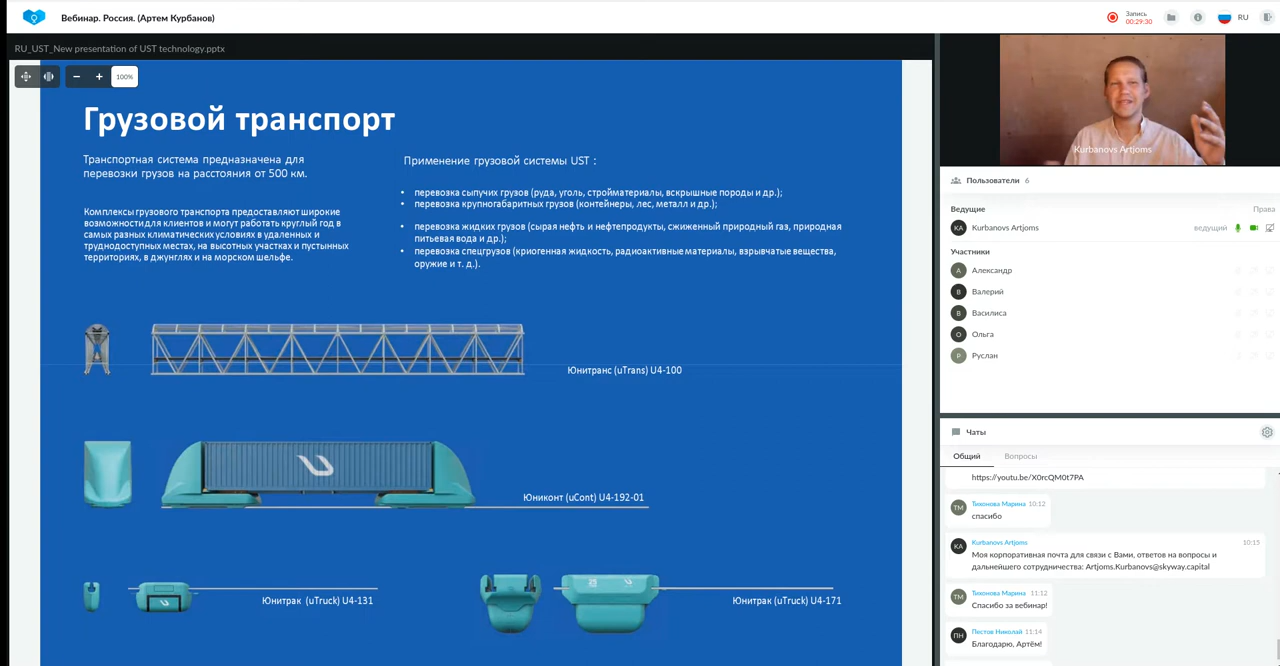 Вебинар. Россия. (Артем Курбанов)
Запись
00:29:30
RU
RU_UST_New presentation of UST technology.pptx
100%
Грузовой транспорт
Транспортная система предназначена для
перевозки грузов на расстояния от 500 км.
Комплексы грузового транспорта предоставляют широкие
возможности для клиентов и могут работать круглый год в
самых разных климатических условиях в удаленных и
труднодоступных местах, на высотных участках и пустынных
территориях, в джунглях и на морском шельфе.
Применение грузовой системы UST :
• перевозка сыпучих грузов (руда, уголь, стройматериалы, вскрышные породы и др.);
• перевозка крупногабаритных грузов (контейнеры, лес, металл и др.);
• перевозка жидких грузов (сырая нефть и нефтепродукты, сжиженный природный газ, природная
питьевая вода и др.);
• перевозка спецгрузов (криогенная жидкость, радиоактивные материалы, взрывчатые вещества,
оружие и т. д.).
Юнитранс (uTrans) U4-100
Юниконт (uCont) U4-192-01
Юнитрак (uTruck) U4-131
Юнитрак (uTruck) U4-171
Kurbanovs Artjoms
Пользователи 6
Ведущие
Права
KA
Kurbanovs Artjoms
ведущий
Участники
А
Александр
В
Валерий
В
Василиса
О
Ольга
Р
Руслан
Чаты
Общий
Вопросы
https://youtu.be/X0rcQM0t7PA
ТМ
Тихонова Марина 10:12
спасибо
KA
Kurbanovs Artjoms 10:15
Моя корпоративная почта для связи с Вами, ответов на вопросы и
дальнейшего сотрудничества: Artjoms.Kurbanovs@skyway.capital
ТМ
Тихонова Марина 11:12
Спасибо за вебинар!
ПН
Пестов Николай 11:14
Благодарю, Артём!